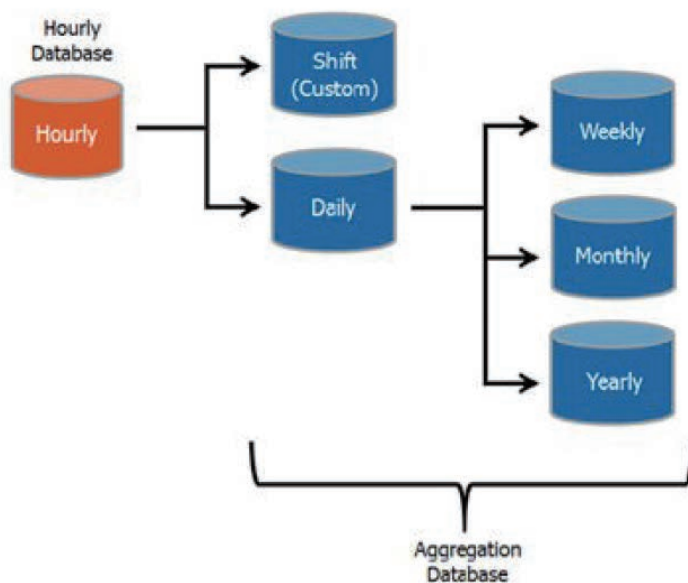 Hourly
Database
Hourly
Shift
(Custom)
Daily
Weekly
Monthly
Yearly
Aggregation
Database